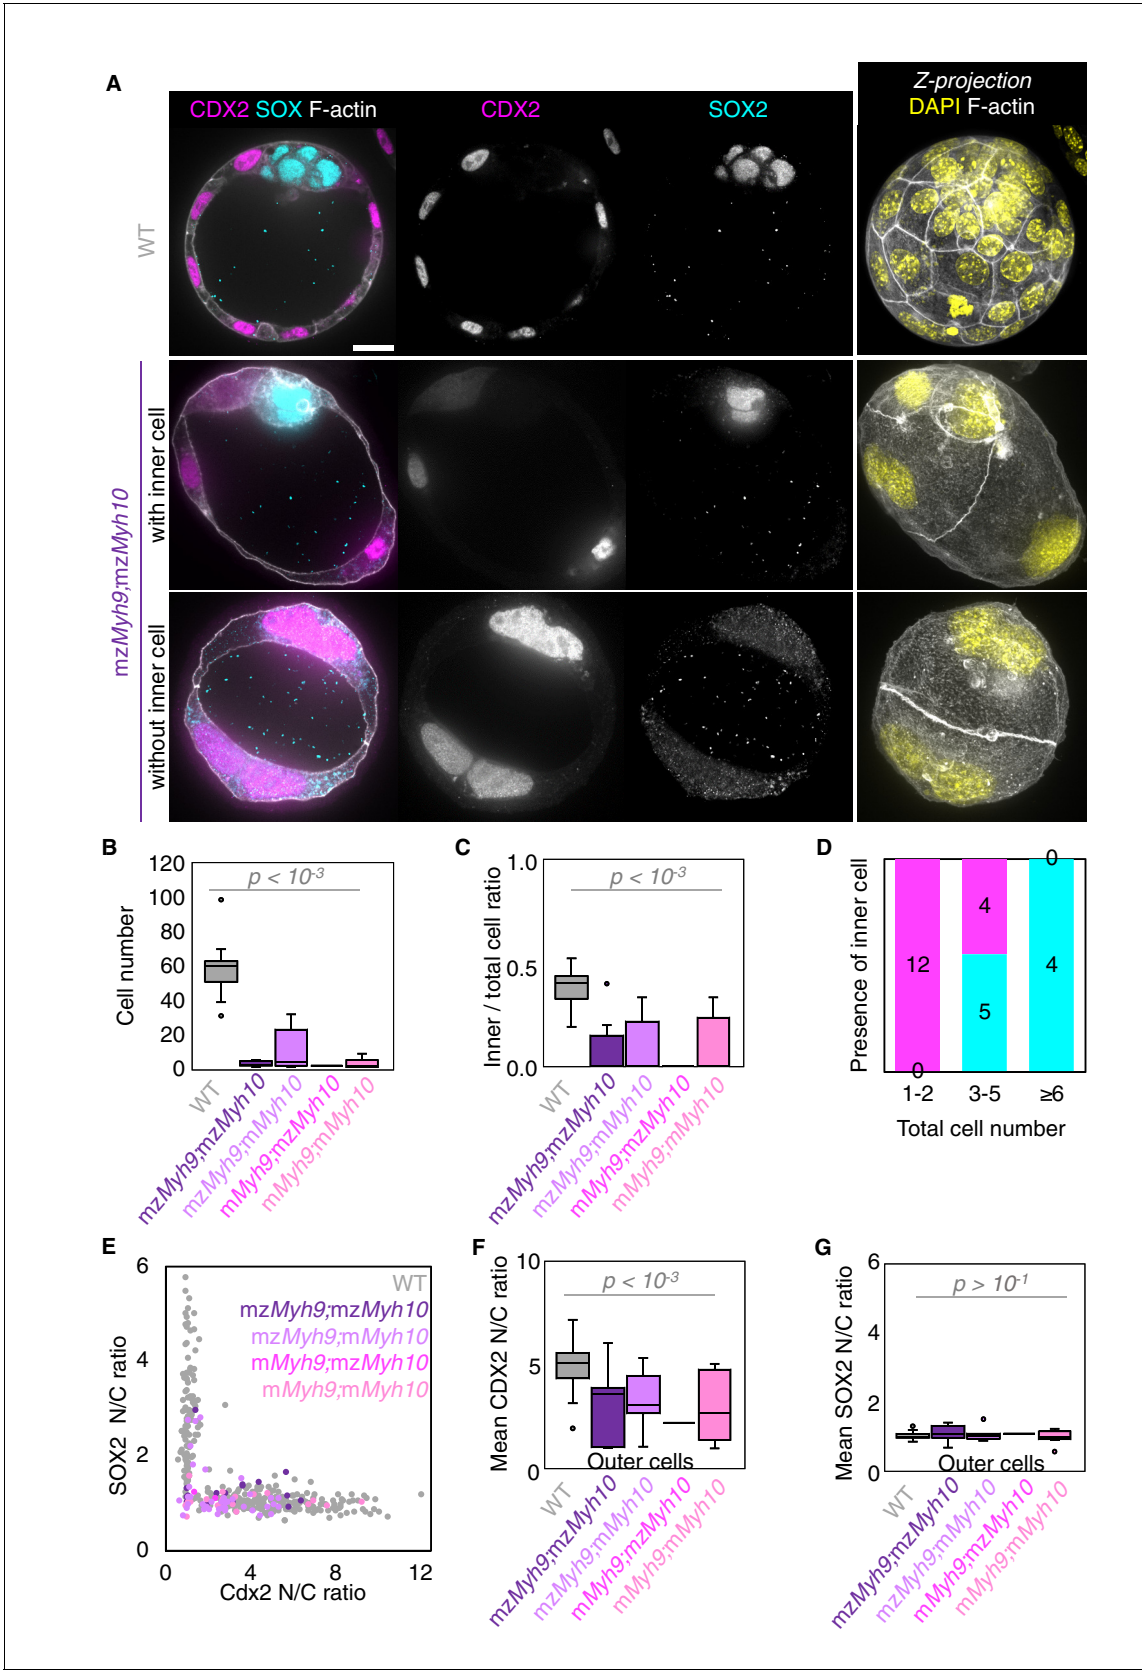 A
CDX2 SOX F-actin
CDX2
SOX2
Z-projection
DAPI F-actin
WT
mzMyh9;mzMyh10
with inner cell
without inner cell
B
Cell number
120
100
80
60
40
20
0
p < 10-3
WT
mzMyh9;mzMyh10
mzMyh9;mMyh10
mMyh9;mzMyh10
mMyh9;mMyh10
C
Inner / total cell ratio
1.0
0.5
0.0
p < 10-3
WT
mzMyh9;mzMyh10
mzMyh9;mMyh10
mMyh9;mzMyh10
mMyh9;mMyh10
D
Presence of inner cell
12
0
4
5
0
4
1-2
3-5
≥6
Total cell number
E
SOX2 N/C ratio
6
4
2
0
WT
mzMyh9;mzMyh10
mzMyh9;mMyh10
mMyh9;mzMyh10
mMyh9;mMyh10
0
4
8
12
Cdx2 N/C ratio
F
Mean CDX2 N/C ratio
10
5
0
p < 10-3
Outer cells
WT
mzMyh9;mzMyh10
mzMyh9;mMyh10
mMyh9;mzMyh10
mMyh9;mMyh10
G
Mean SOX2 N/C ratio
6
4
2
0
p > 10-1
Outer cells
WT
mzMyh9;mzMyh10
mzMyh9;mMyh10
mMyh9;mzMyh10
mMyh9;mMyh10